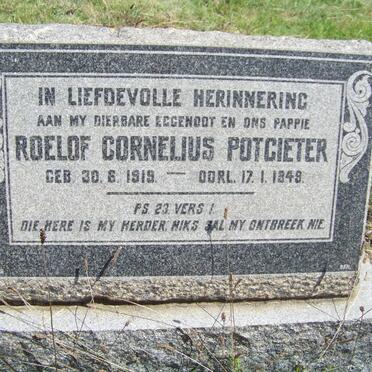 IN LIEFDEVOLLE HERINNERING
AAN MY DIERBARE EGGENOOT EN ONS PAPPIE
ROELOF CORNELIUS POTGIETER
GEB. 30. 6. 1919. — OORL. 17. 1. 1949.
PS. 23. VERS 1.
DIE HERE IS MY HERDER, NIKS SAL MY ONTBREEK NIE.